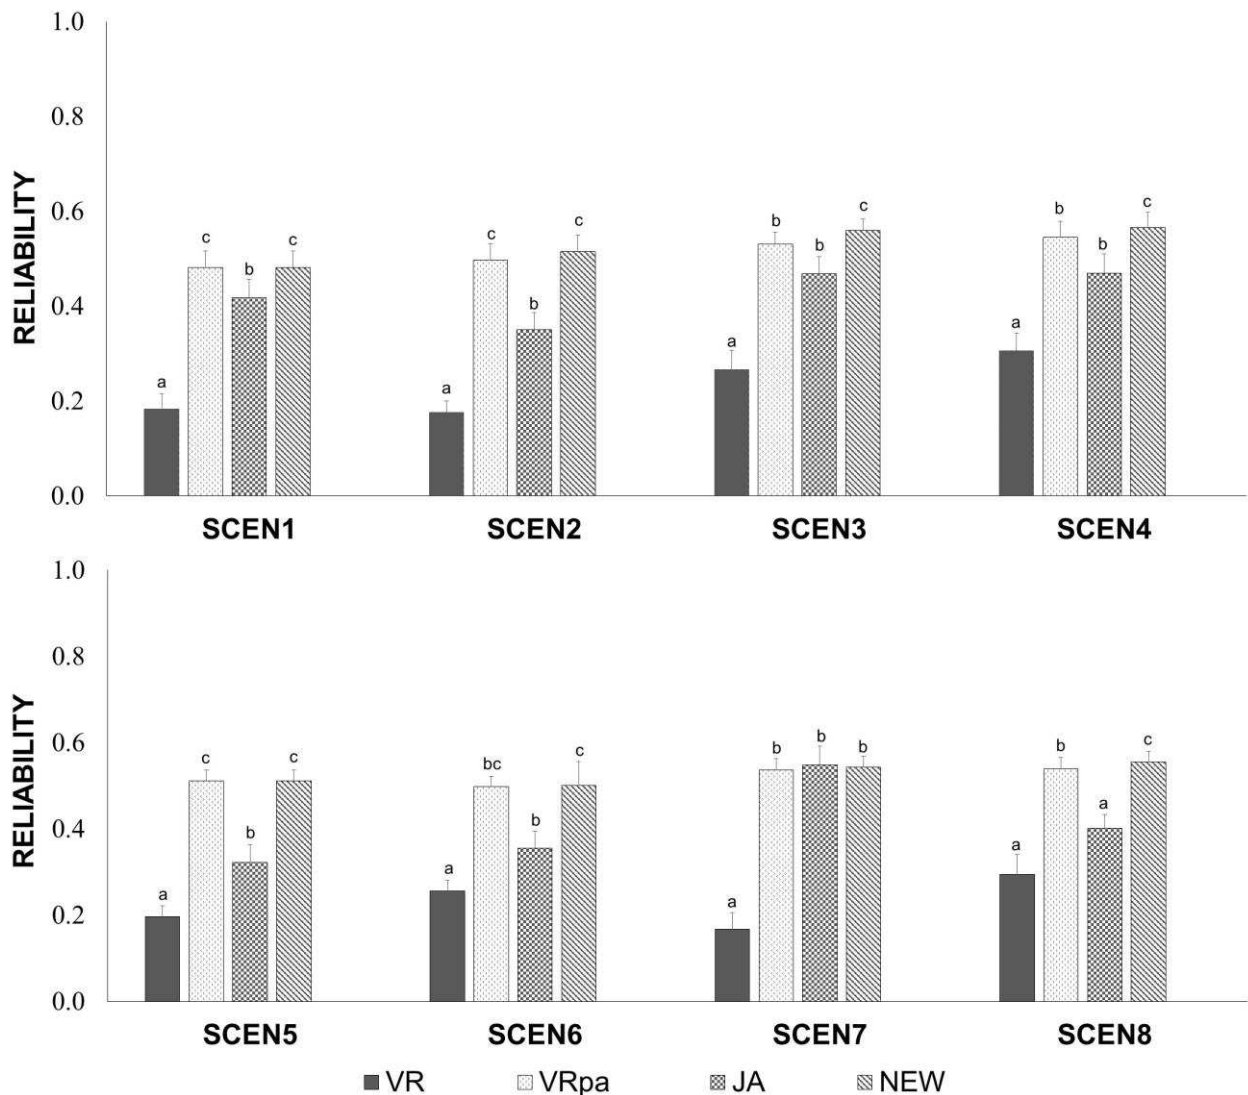 1.0
0.8
0.6
0.4
0.2
0.0
RELIABILITY
a c b c
a c b c
a b b c
a b b c
SCEN1 SCEN2 SCEN3 SCEN4
1.0
0.8
0.6
0.4
0.2
0.0
RELIABILITY
a c b c
a bc b c
a b b b
a b a c
SCEN5 SCEN6 SCEN7 SCEN8
VR VRpa JA NEW